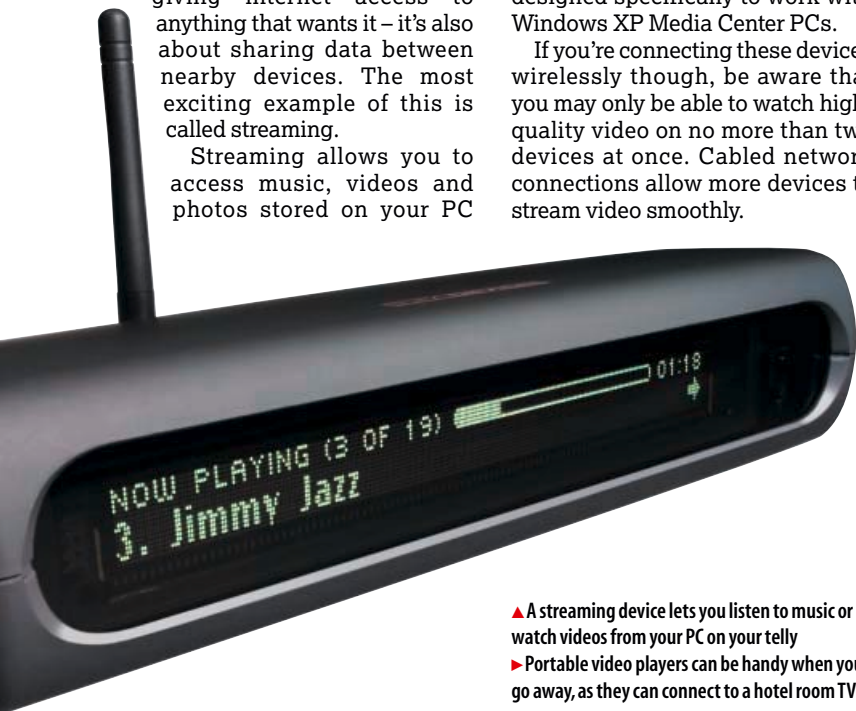 giving internet access to
anything that wants it – it's also
about sharing data between
nearby devices. The most
exciting example of this is
called streaming.
Streaming allows you to
access music, videos and
photos stored on your PC
designed specifically to work with
Windows XP Media Center PCs.
If you're connecting these device
wirelessly though, be aware tha
you may only be able to watch high
quality video on no more than tw
devices at once. Cabled networ
connections allow more devices t
stream video smoothly.
NOW PLAYING (3 OF 19) 01:18
3. Jimmy Jazz
▲ A streaming device lets you listen to music or
watch videos from your PC on your telly
► Portable video players can be handy when you
go away, as they can connect to a hotel room TV